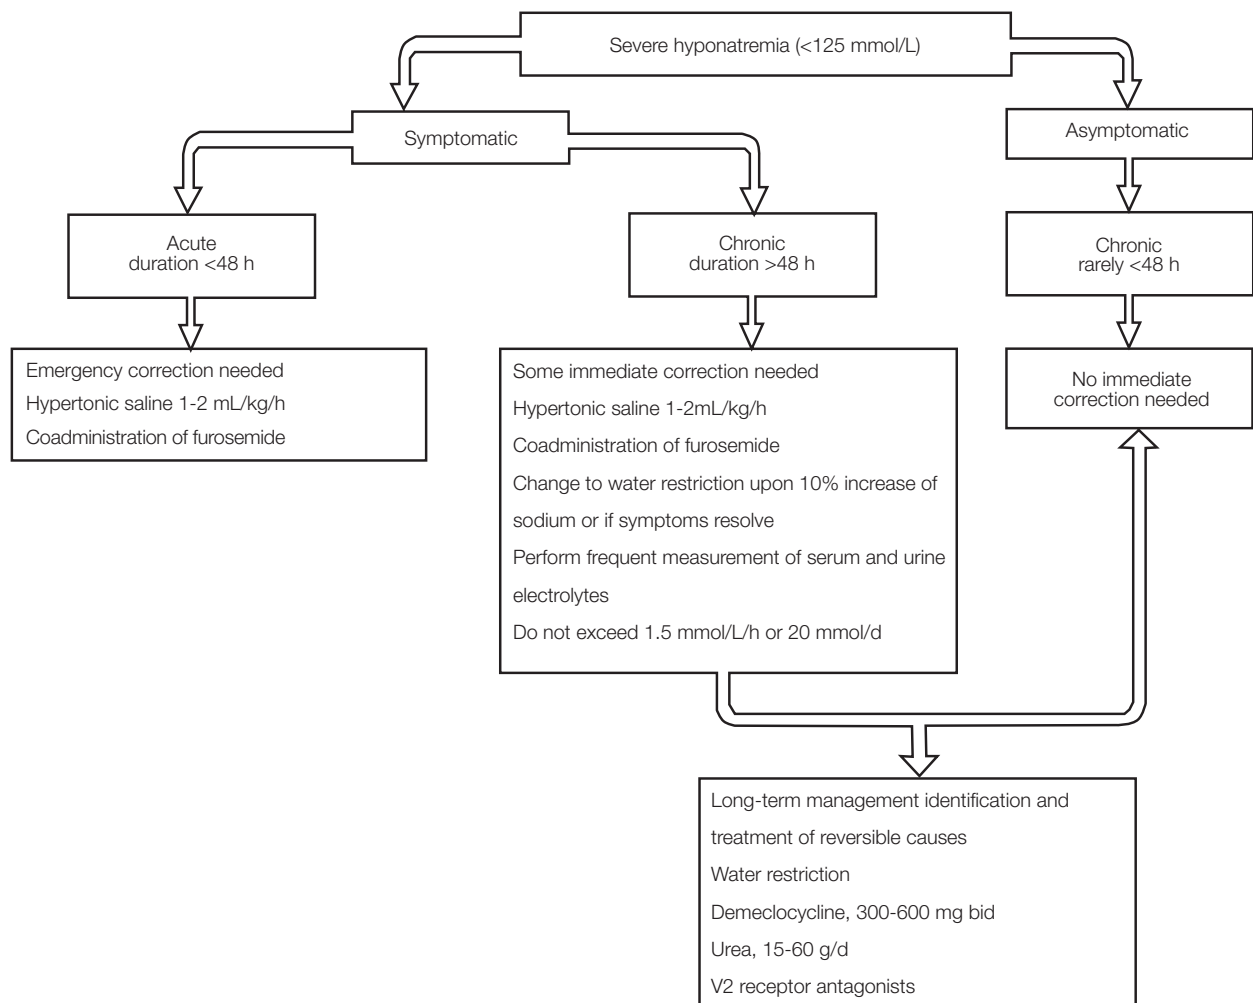 Severe hyponatremia (<125 mmol/L)
Symptomatic
Asymptomatic
Acute
duration <48 h
Chronic
duration >48 h
Chronic
rarely <48 h
Emergency correction needed
Hypertonic saline 1-2 mL/kg/h
Coadministration of furosemide
Some immediate correction needed
Hypertonic saline 1-2mL/kg/h
Coadministration of furosemide
Change to water restriction upon 10% increase of
sodium or if symptoms resolve
Perform frequent measurement of serum and urine
electrolytes
Do not exceed 1.5 mmol/L/h or 20 mmol/d
No immediate
correction needed
Long-term management identification and
treatment of reversible causes
Water restriction
Demeclocycline, 300-600 mg bid
Urea, 15-60 g/d
V2 receptor antagonists